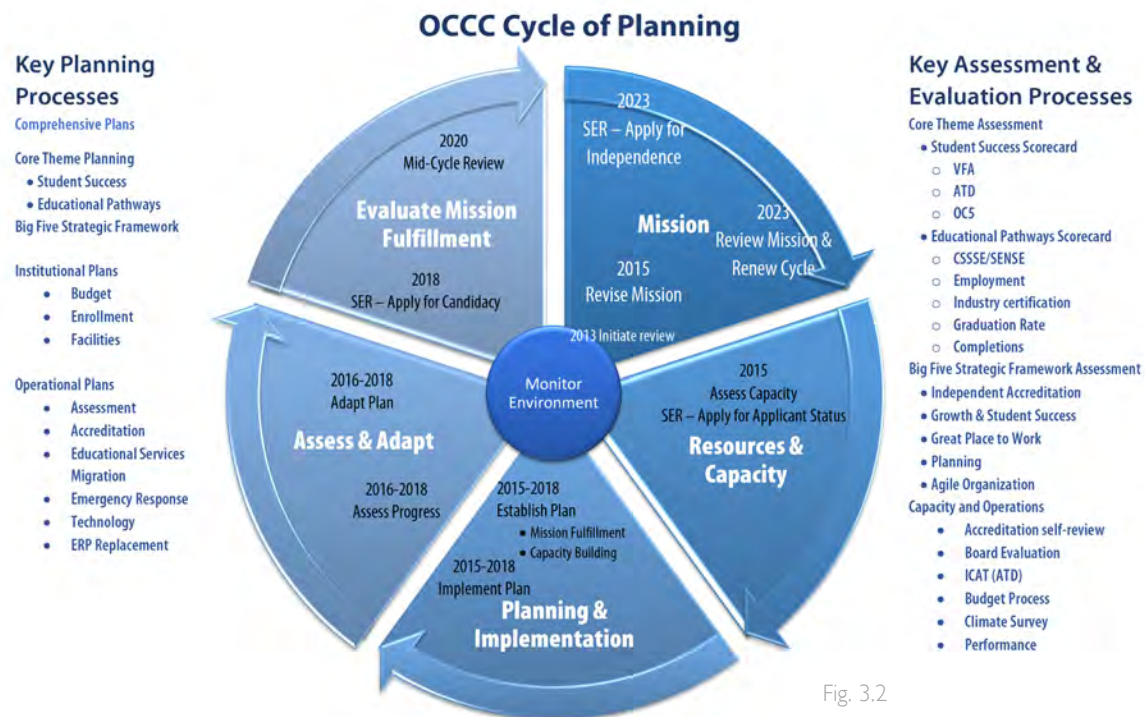 OCCC Cycle of Planning
Key Planning
Processes
Comprehensive Plans
Core Theme Planning
● Student Success
● Educational Pathways
Big Five Strategic Framework
Institutional Plans
● Budget
● Enrollment
● Facilities
Operational Plans
● Assessment
● Accreditation
● Educational Services
Migration
● Emergency Response
● Technology
● ERP Replacement
2020
Mid-Cycle Review
Evaluate Mission
Fulfillment
2018
SER – Apply for Candidacy
2023
SER – Apply for
Independence
Mission
2023
Review Mission &
Renew Cycle
2015
Revise Mission
2013 Initiate review
Monitor
Environment
2015
Assess Capacity
SER – Apply for Applicant Status
Resources &
Capacity
2015-2018
Establish Plan
● Mission Fulfillment
● Capacity Building
2015-2018
Implement Plan
Planning &
Implementation
2016-2018
Adapt Plan
Assess & Adapt
2016-2018
Assess Progress
Key Assessment &
Evaluation Processes
Core Theme Assessment
● Student Success Scorecard
○ VFA
○ ATD
○ OC5
● Educational Pathways Scorecard
○ CSSSE/SENSE
○ Employment
○ Industry certification
○ Graduation Rate
○ Completions
Big Five Strategic Framework Assessment
● Independent Accreditation
● Growth & Student Success
● Great Place to Work
● Planning
● Agile Organization
Capacity and Operations
● Accreditation self-review
● Board Evaluation
● ICAT (ATD)
● Budget Process
● Climate Survey
● Performance
Fig. 3.2